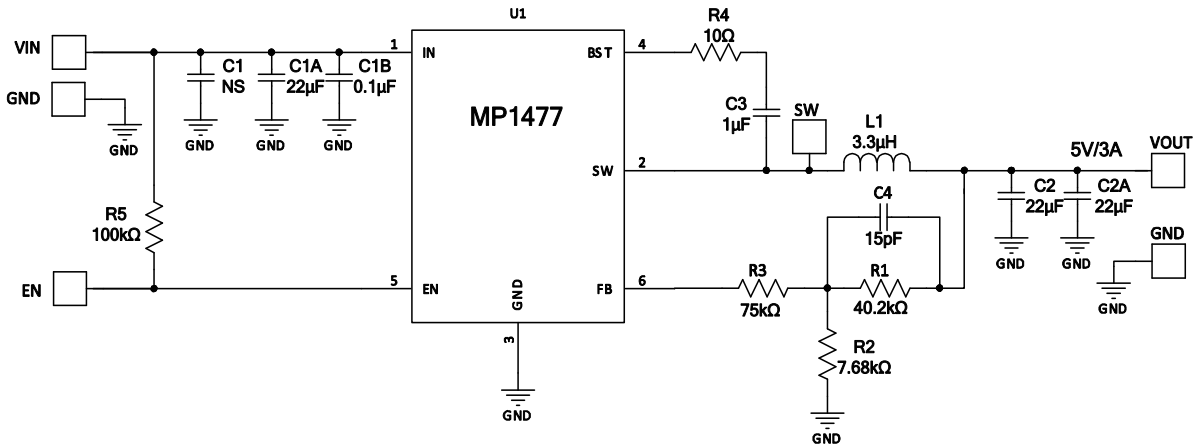 U1
R4
10Ω
VIN
1
IN
BST
4
C1
NS
C1A
22µF
C1B
0.1µF
GND
GND
GND
GND
GND
MP1477
C3
1µF
SW
L1
3.3µH
5V/3A
VOUT
SW
2
C4
15pF
C2
22µF
C2A
22µF
GND
GND
GND
GND
R5
100kΩ
EN
5
EN
GND
3
GND
FB
6
R3
75kΩ
R1
40.2kΩ
R2
7.68kΩ
GND